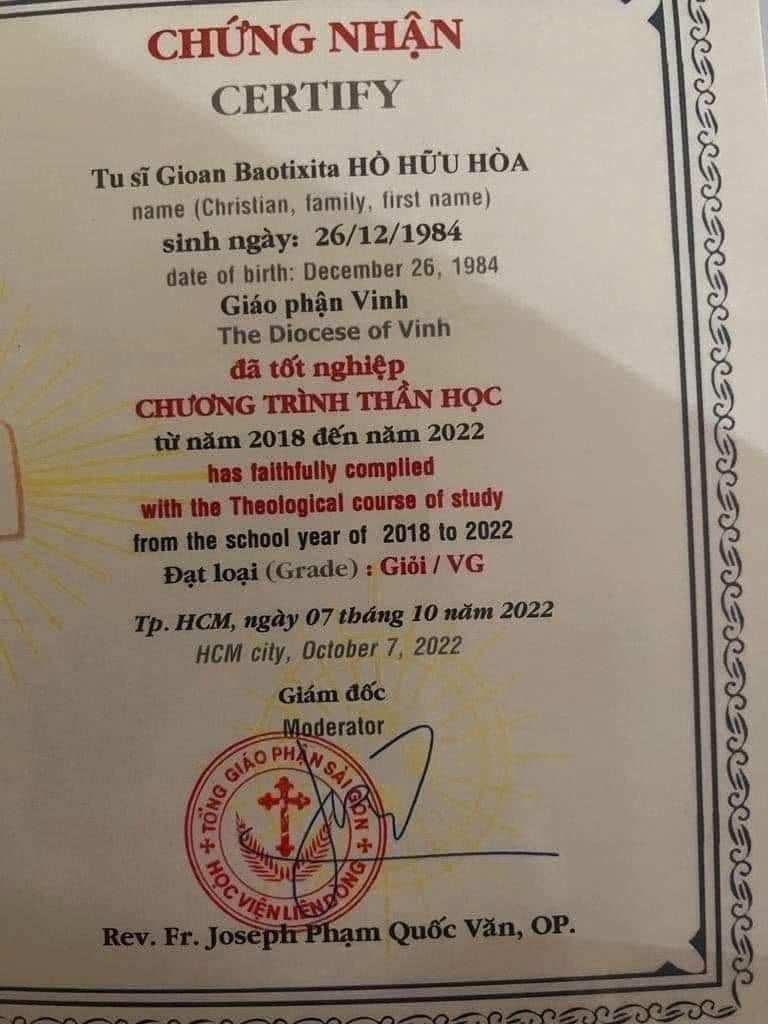 CHỨNG NHẬN
CERTIFY
Tu sĩ Gioan Baotixita HỒ HỮU HÒA
name (Christian, family, first name)
sinh ngày: 26/12/1984
date of birth: December 26, 1984
Giáo phận Vinh
The Diocese of Vinh
đã tốt nghiệp
CHƯƠNG TRÌNH THẦN HỌC
từ năm 2018 đến năm 2022
has faithfully complied
with the Theological course of study
from the school year of 2018 to 2022
Đạt loại (Grade) : Giỏi / VG
Tp. HCM, ngày 07 tháng 10 năm 2022
HCM city, October 7, 2022
Giám đốc
Moderator
TỔNG GIÁO PHẬN SÀI GÒN
HỌC VIỆN LIÊN DÒNG
Rev. Fr. Joseph Phạm Quốc Văn, OP.